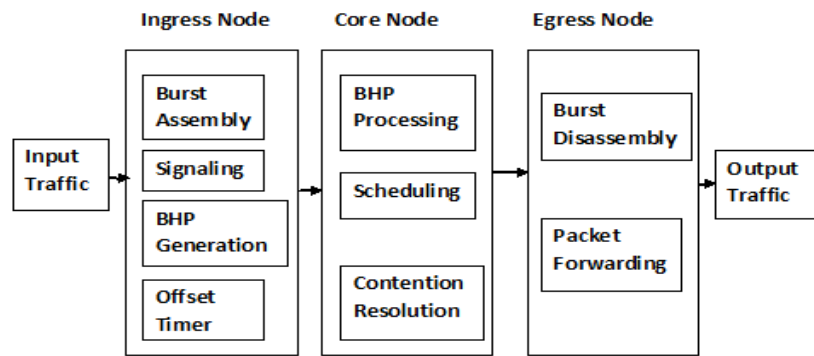 Ingress Node
Core Node
Egress Node
Input
Traffic
Burst
Assembly
Signaling
BHP
Generation
Offset
Timer
BHP
Processing
Scheduling
Contention
Resolution
Burst
Disassembly
Packet
Forwarding
Output
Traffic